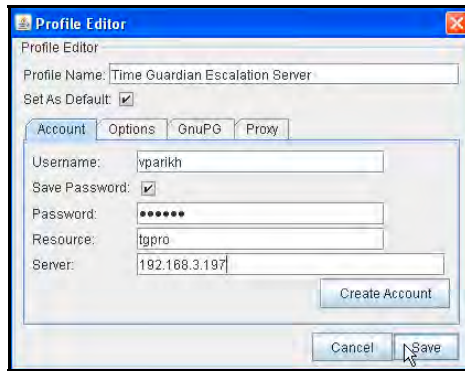 Profile Editor
Profile Editor
Profile Name: Time Guardian Escalation Server
Set As Default:
Account Options GnuPG Proxy
Username: vparikh
Save Password:
Password: ••••••
Resource: tgpro
Server: 192.168.3.197
Create Account
Cancel Save